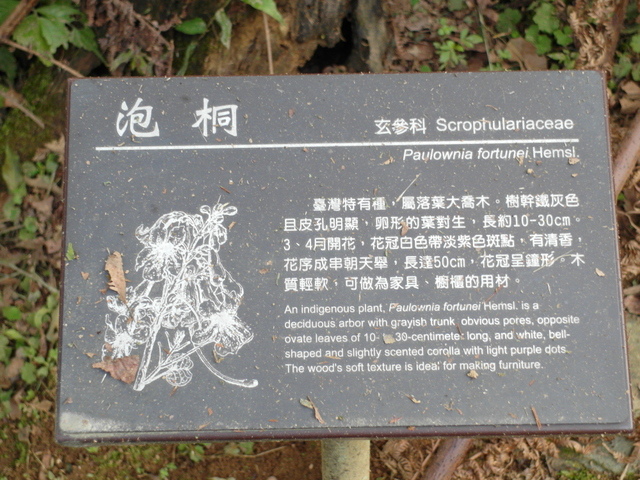 泡桐
玄參科 Scrophulariaceae
Paulownia fortunei Hemsl.
臺灣特有種，屬落葉大喬木。樹幹鐵灰色
且皮孔明顯，卵形的葉對生，長約10-30cm。
3、4月開花，花冠白色帶淡紫色斑點，有清香，
花序成串朝天舉，長達50cm，花冠呈鐘形。木
質輕軟，可做為家具、櫥櫃的用材。
An indigenous plant, Paulownia fortunei Hemsl. is a
deciduous arbor with grayish trunk, obvious pores, opposite
ovate leaves of 10- 30-centimeter long, and white, bell-
shaped and slightly scented corolla with light purple dots.
The wood's soft texture is ideal for making furniture.